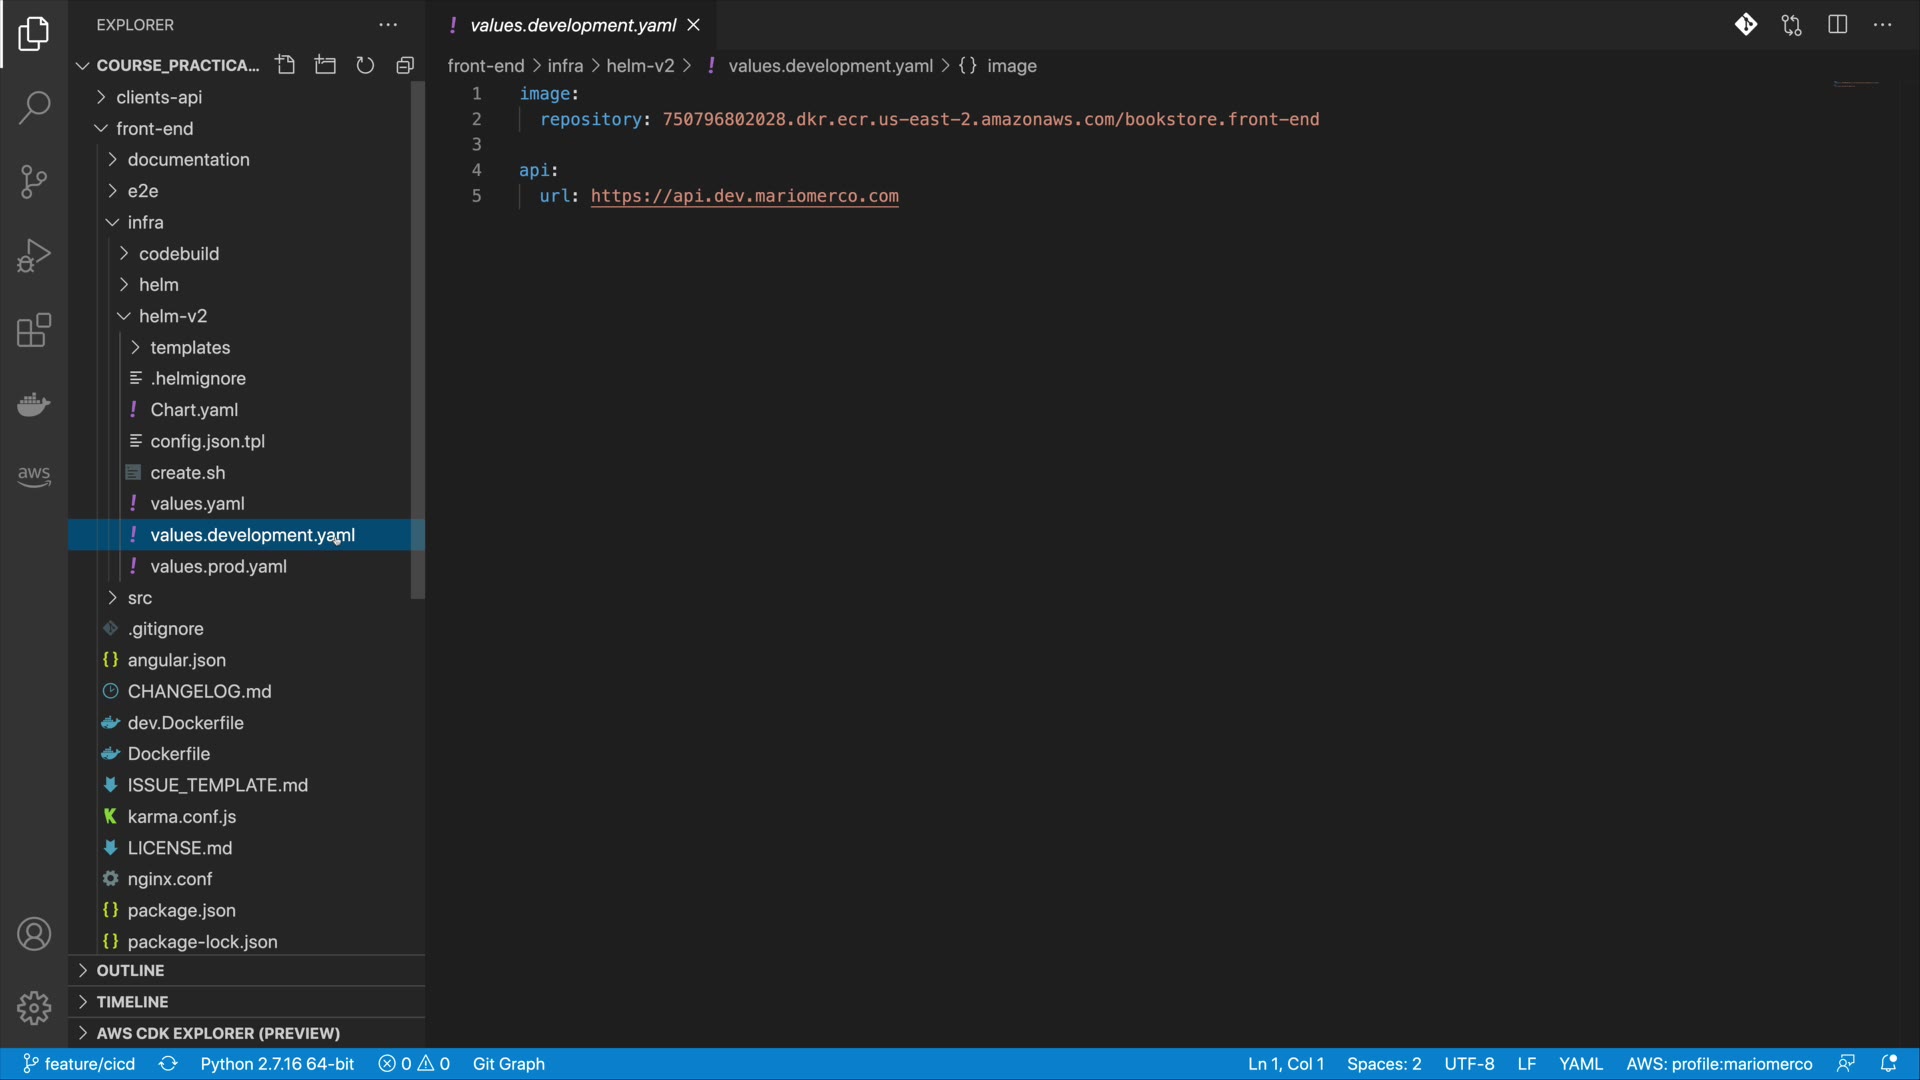 EXPLORER
COURSE_PRACTICA...
clients-api
front-end
documentation
e2e
infra
codebuild
helm
helm-v2
templates
.helmignore
Chart.yaml
config.json.tpl
create.sh
values.yaml
values.development.yaml
values.prod.yaml
src
.gitignore
angular.json
CHANGELOG.md
dev.Dockerfile
Dockerfile
ISSUE_TEMPLATE.md
karma.conf.js
LICENSE.md
nginx.conf
package.json
package-lock.json
OUTLINE
TIMELINE
AWS CDK EXPLORER (PREVIEW)
aws
! values.development.yaml
front-end > infra > helm-v2 > ! values.development.yaml > {} image
1 image:
2 repository: 750796802028.dkr.ecr.us-east-2.amazonaws.com/bookstore.front-end
3
4 api:
5 url: https://api.dev.mariomerco.com
feature/cicd Python 2.7.16 64-bit 0 0 Git Graph Ln 1, Col 1 Spaces: 2 UTF-8 LF YAML AWS: profile:mariomerco